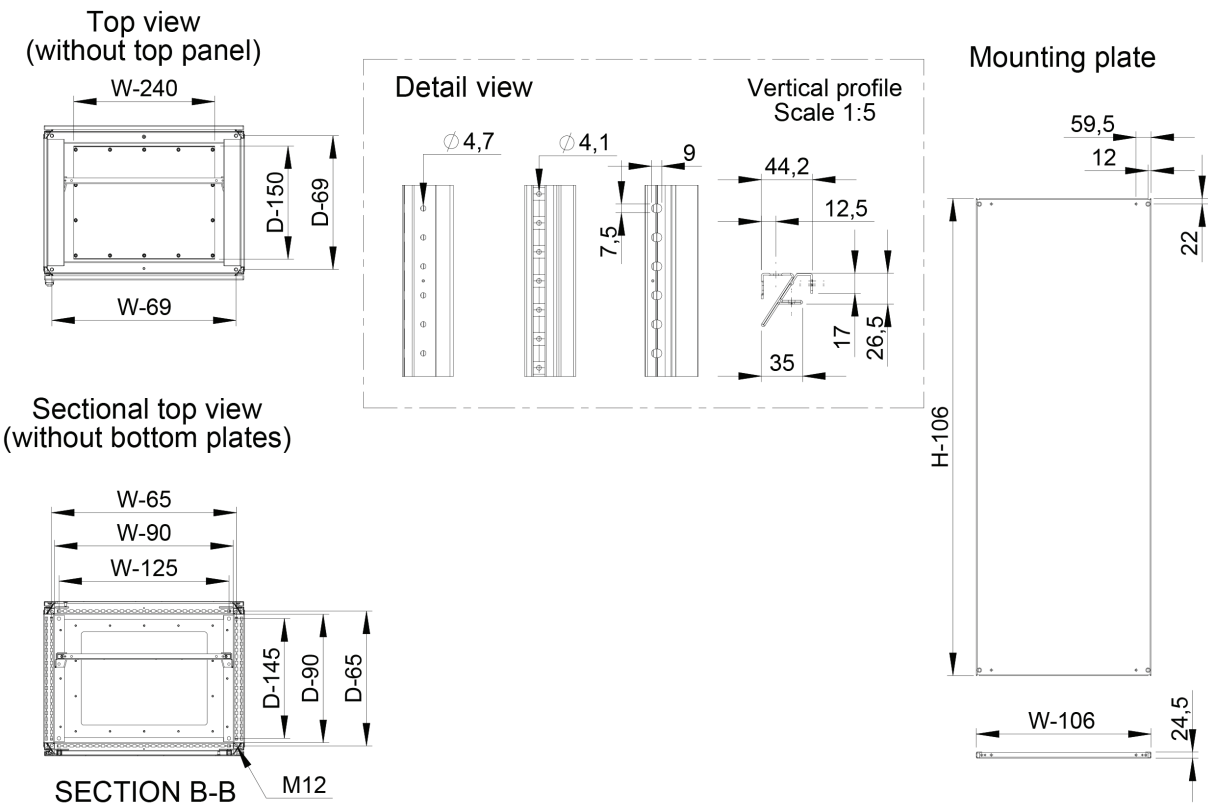 Top view
(without top panel)
W-240
D-150
D-69
W-69
Detail view
Vertical profile
Scale 1:5
∅ 4,7
∅ 4,1
9
7,5
44,2
12,5
17
26,5
35
Mounting plate
59,5
12
22
H-106
W-106
24,5
Sectional top view
(without bottom plates)
W-65
W-90
W-125
D-145
D-90
D-65
M12
SECTION B-B